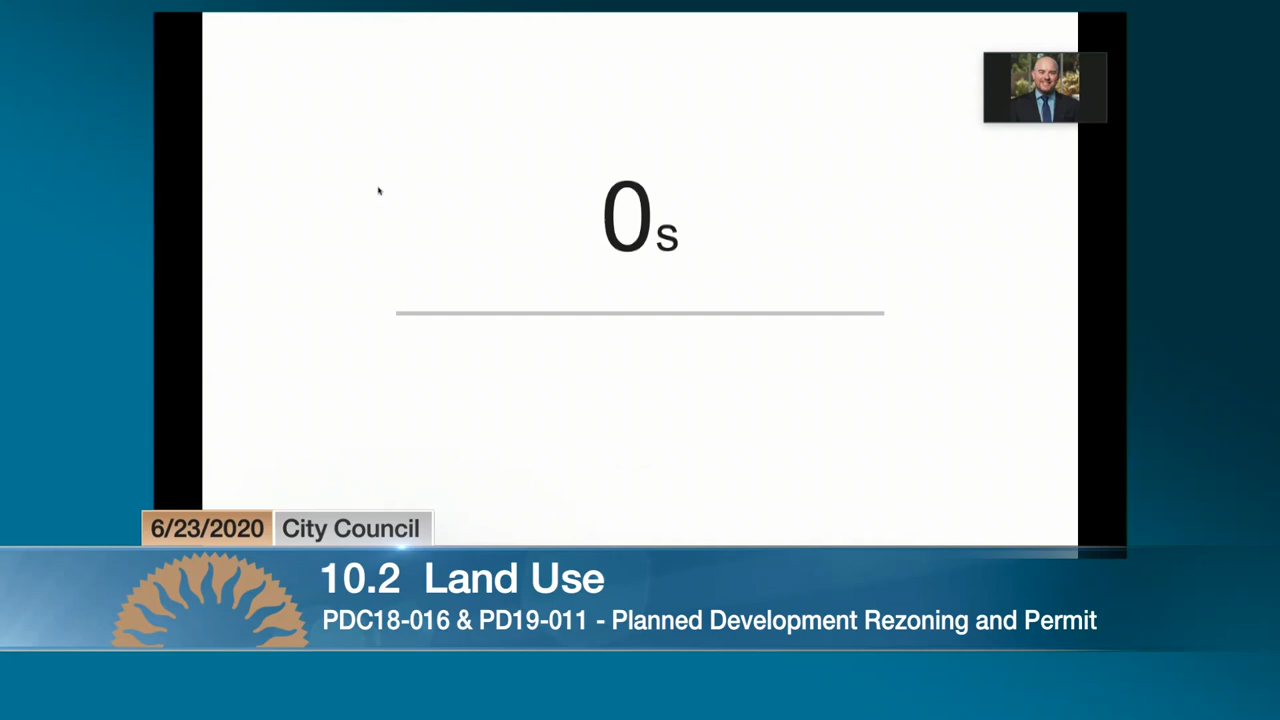 0s
6/23/2020 City Council
10.2 Land Use
PDC18-016 & PD19-011 - Planned Development Rezoning and Permit